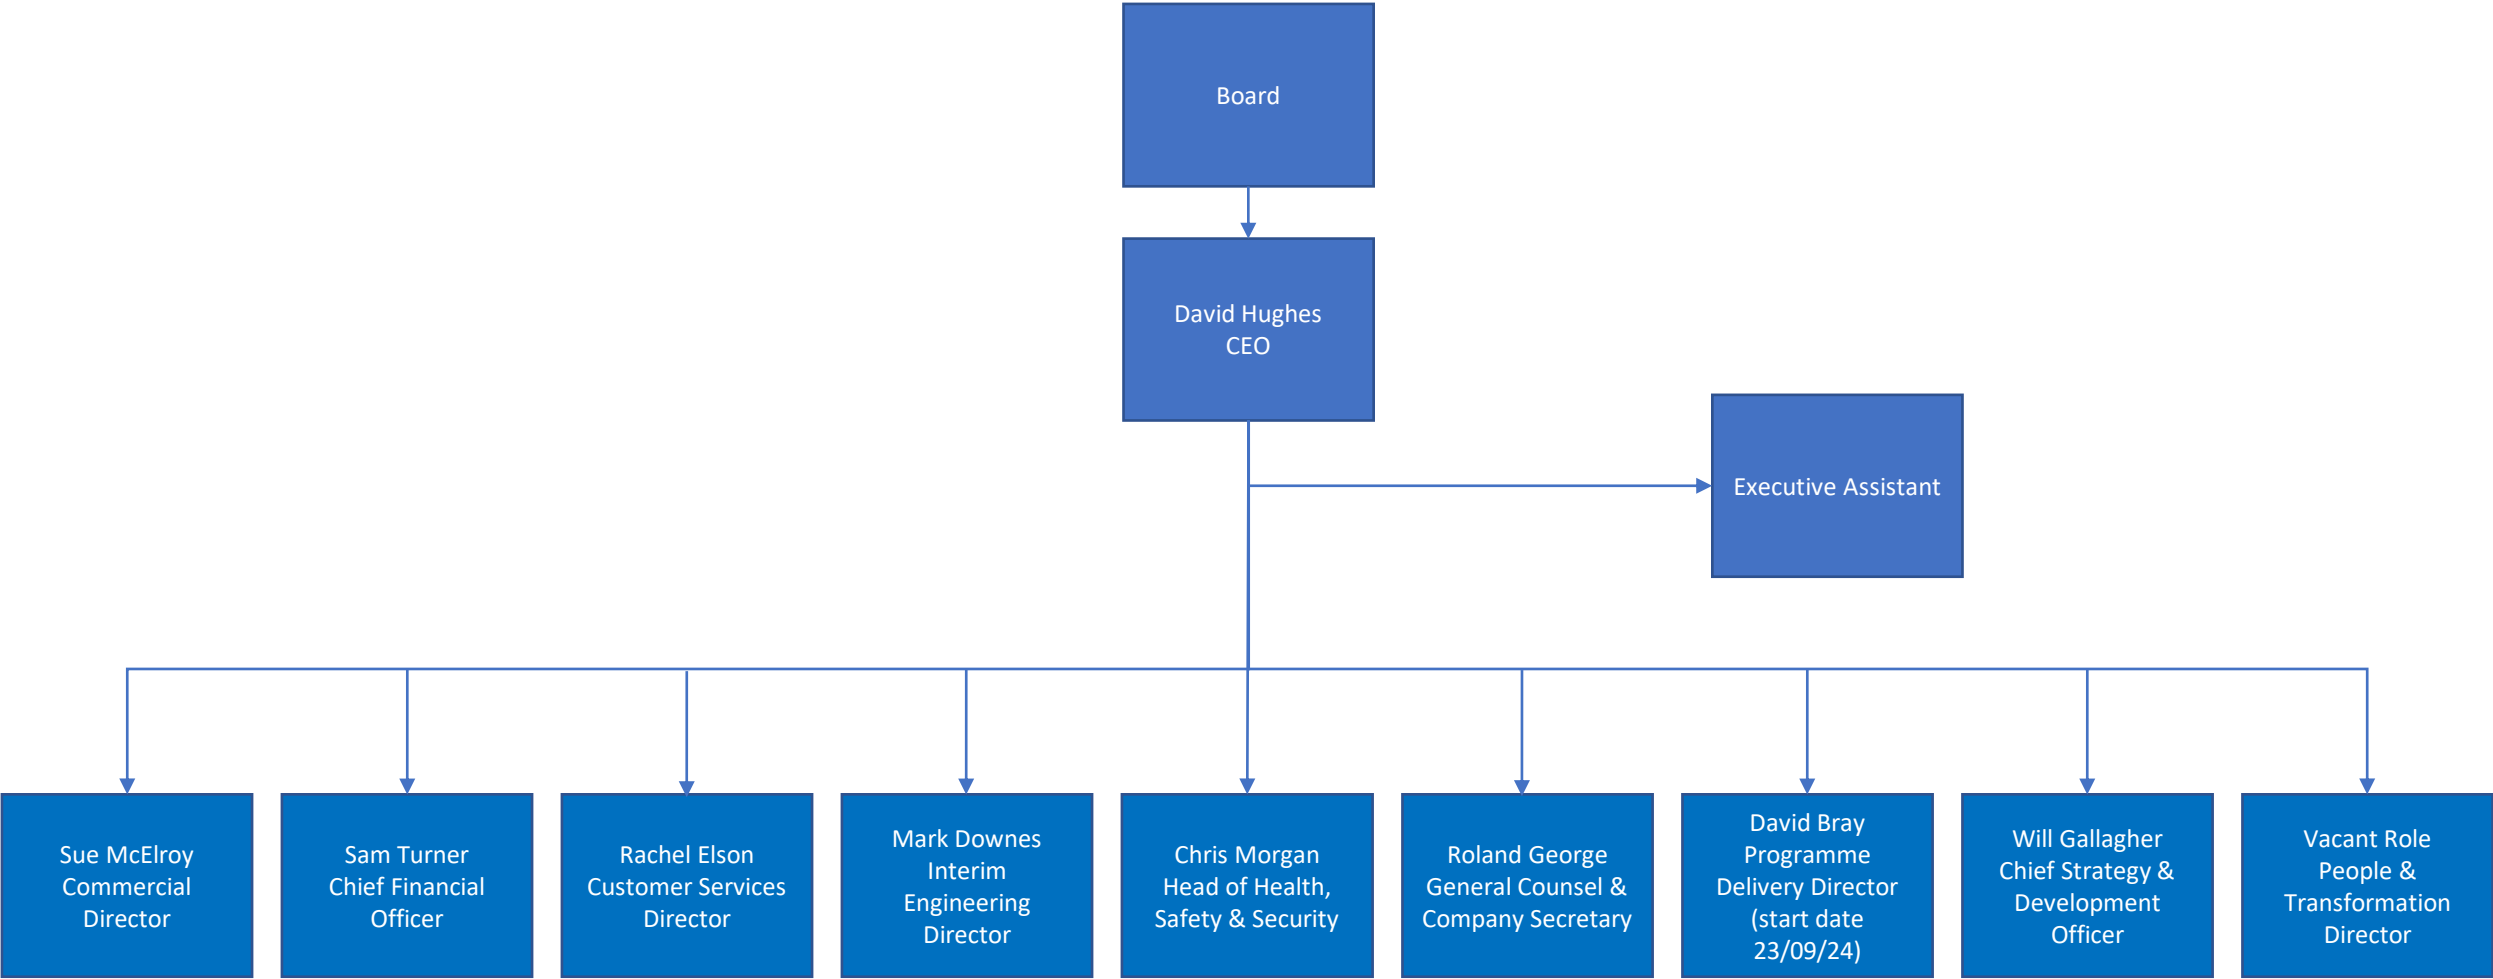 Board
David Hughes
CEO
Executive Assistant
Sue McElroy
Commercial
Director
Sam Turner
Chief Financial
Officer
Rachel Elson
Customer Services
Director
Mark Downes
Interim
Engineering
Director
Chris Morgan
Head of Health,
Safety & Security
Roland George
General Counsel &
Company Secretary
David Bray
Programme
Delivery Director
(start date
23/09/24)
Will Gallagher
Chief Strategy &
Development
Officer
Vacant Role
People &
Transformation
Director